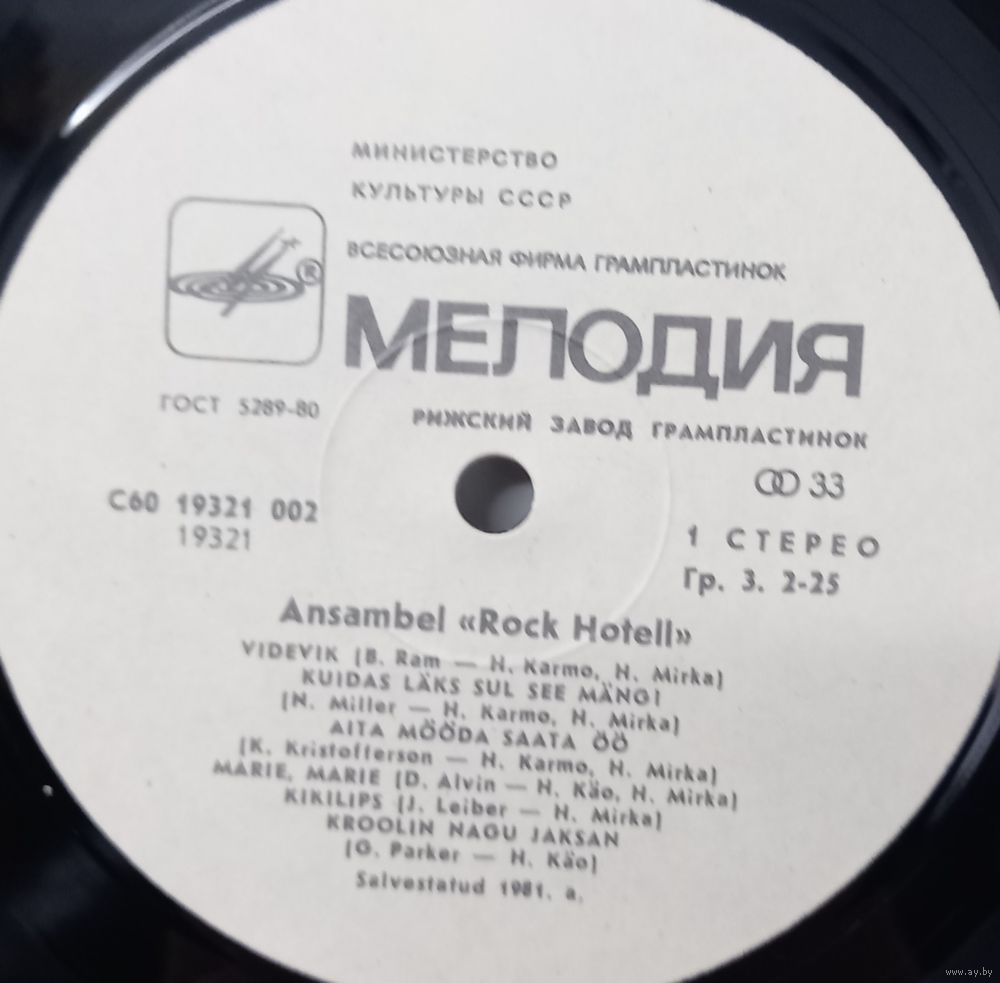 МИНИСТЕРСТВО
КУЛЬТУРЫ СССР
ВСЕСОЮЗНАЯ ФИРМА ГРАМПЛАСТИНОК
МЕЛОДИЯ
®
ГОСТ 5289-80
РИЖСКИЙ ЗАВОД ГРАМПЛАСТИНОК
33
С60 19321 002
19321
1 СТЕРЕО
Гр. 3. 2-25
Ansambel «Rock Hotell»
VIDEVIK (B. Ram — H. Karmo, H. Mirka)
KUIDAS LÄKS SUL SEE MÄNG?
(N. Miller — H. Karmo, H. Mirka)
AITA MÖÖDA SAATA ÖÖ
(K. Kristofferson — H. Karmo, H. Mirka)
MARIE, MARIE (D. Alvin — H. Käo, H. Mirka)
KIKILIPS (J. Leiber — H. Mirka)
KROOLIN NAGU JAKSAN
(G. Parker — H. Käo)
Salvestatud 1981. a.
www.ay.by